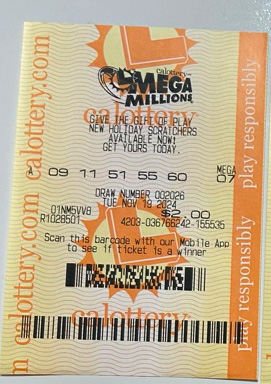 calottery
MEGA
MILLIONS
calottery
GIVE THE GIFT OF PLAY
NEW HOLIDAY SCRATCHERS
AVAILABLE NOW!
GET YOURS TODAY.
MEGA
A 09 11 51 55 60 07
DRAW NUMBER 002026
TUE NOV 19 2024
$2.00
4203-036766242-155535
Scan this barcode with our Mobile App
to see if ticket is a winner
calottery
calottery.com
calottery.com
play responsibly
play responsibly